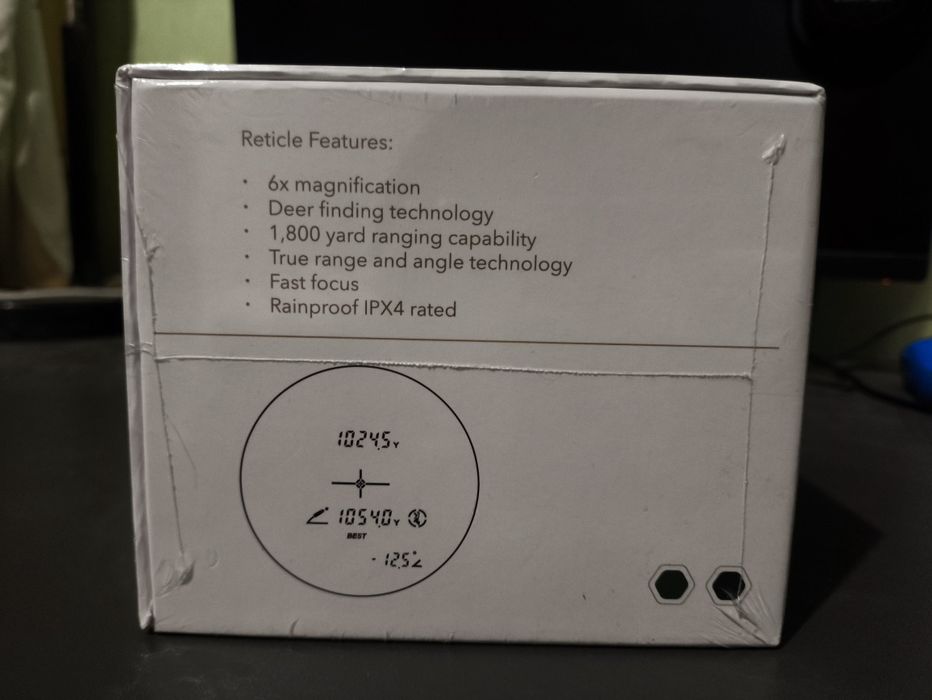 Reticle Features:
· 6x magnification
· Deer finding technology
· 1,800 yard ranging capability
· True range and angle technology
· Fast focus
· Rainproof IPX4 rated
1024.5Y
1054.0Y
BEST
-12.5°